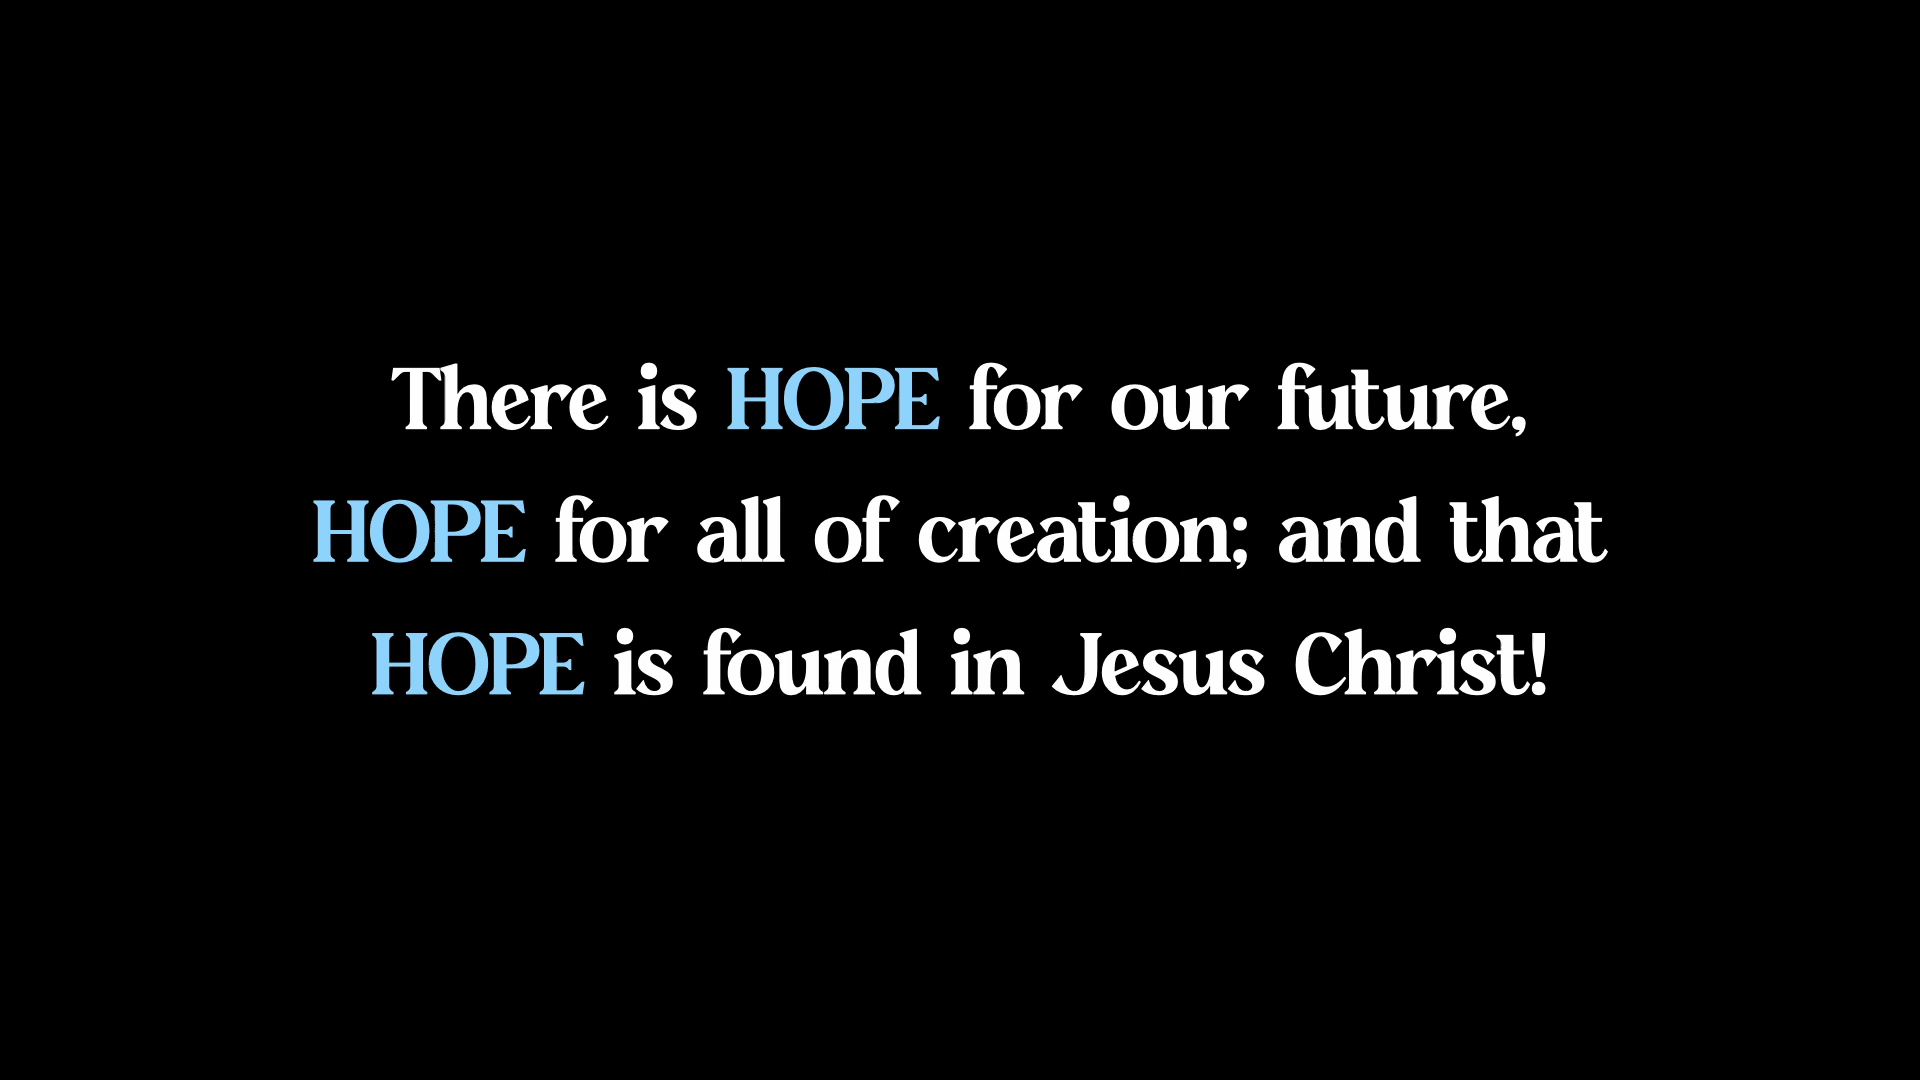 There is HOPE for our future,
HOPE for all of creation; and that
HOPE is found in Jesus Christ!